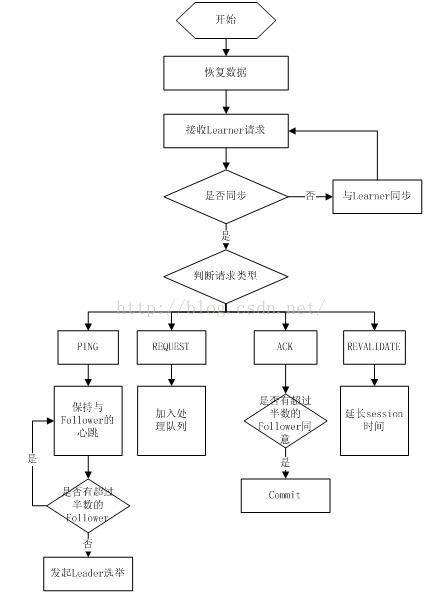 开始
恢复数据
接收Learner请求
是否同步
否
与Learner同步
是
判断请求类型
http://blog.csdn.net/
PING
REQUEST
ACK
REVALIDATE
保持与
Follower的
心跳
加入处
理队列
是否有超过
半数的
Follower同
意
延长session
时间
是
是
是否有超过
半数的
Follower
Commit
否
发起Leader选举